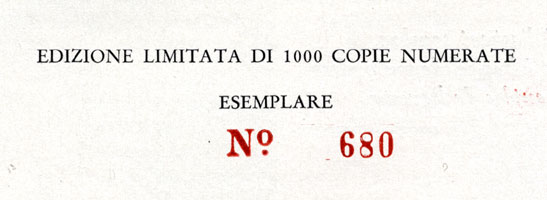 EDIZIONE LIMITATA DI 1000 COPIE NUMERATE
ESEMPLARE
Nº 680